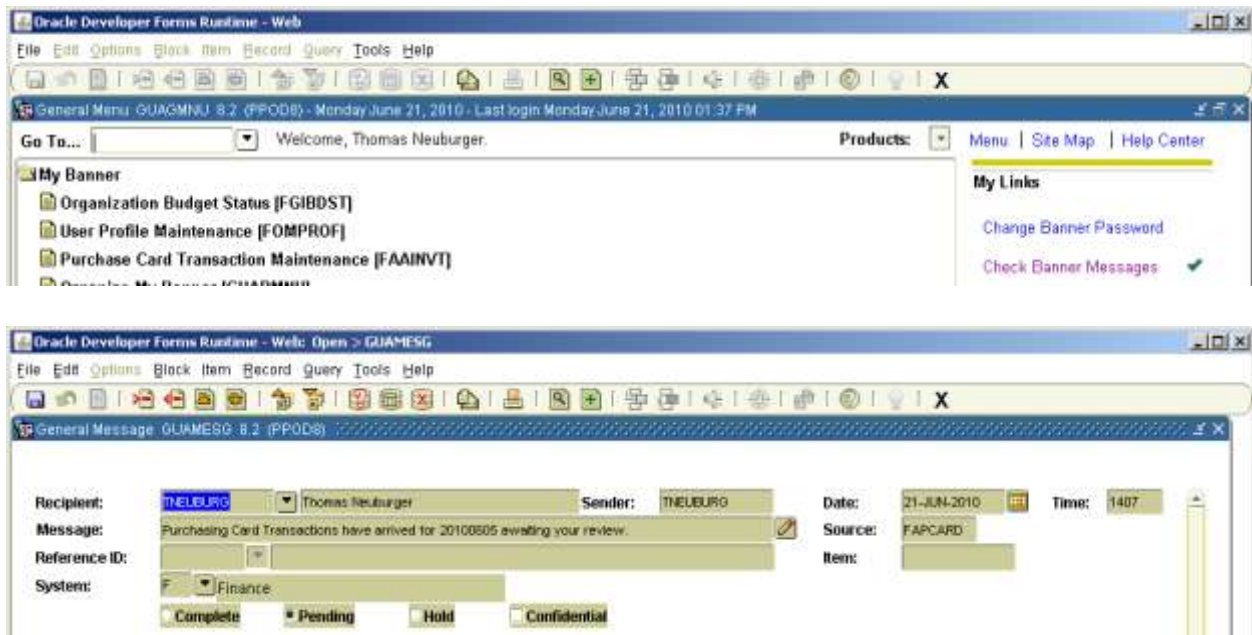 Oracle Developer Forms Runtime - Web
File Edit Options Block Item Record Query Tools Help
X
General Menu GUAGMNU 8.2 (PPOD8) - Monday June 21, 2010 - Last login Monday June 21, 2010 01:37 PM
Go To... Welcome, Thomas Neuburger. Products: Menu | Site Map | Help Center
My Banner
My Links
Organization Budget Status [FGIBDST]
User Profile Maintenance [FOMPROF]
Change Banner Password
Purchase Card Transaction Maintenance [FAAINVT]
Check Banner Messages
Organize My Banner [GUAPMNU]
Oracle Developer Forms Runtime - Web: Open > GUAMESG
File Edit Options Block Item Record Query Tools Help
X
General Message GUAMESG 8.2 (PPOD8)
Recipient: TNEUBURG Thomas Neuburger Sender: TNEUBURG Date: 21-JUN-2010 Time: 1407
Message: Purchasing Card Transactions have arrived for 20100605 awaiting your review. Source: FAPCARD
Reference ID: Item:
System: F Finance
Complete Pending Hold Confidential